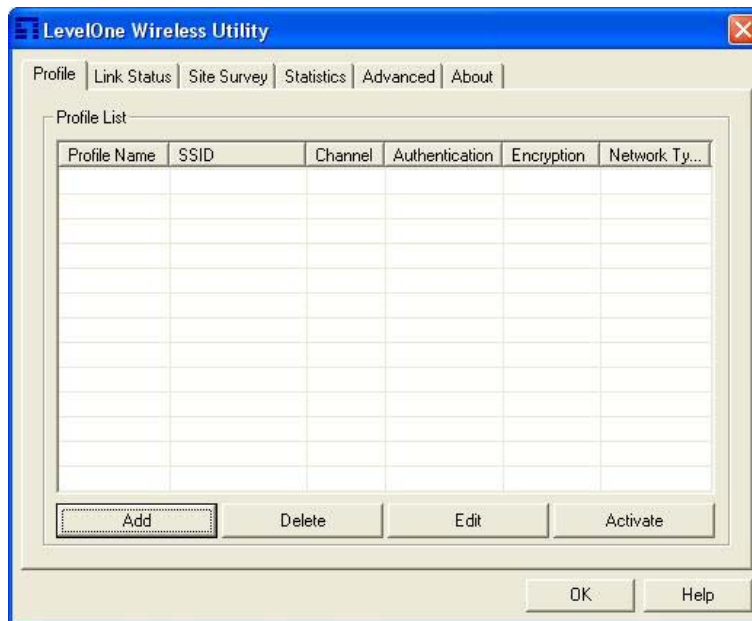 LevelOne Wireless Utility
Profile Link Status Site Survey Statistics Advanced About
Profile List
Profile Name SSID Channel Authentication Encryption Network Ty...
Add Delete Edit Activate
OK Help